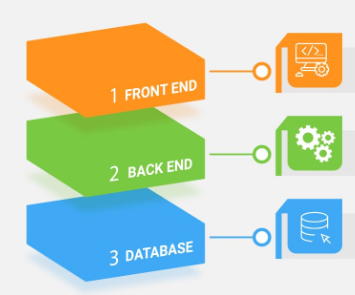 1 FRONT END
</>
2 BACK END
3 DATABASE